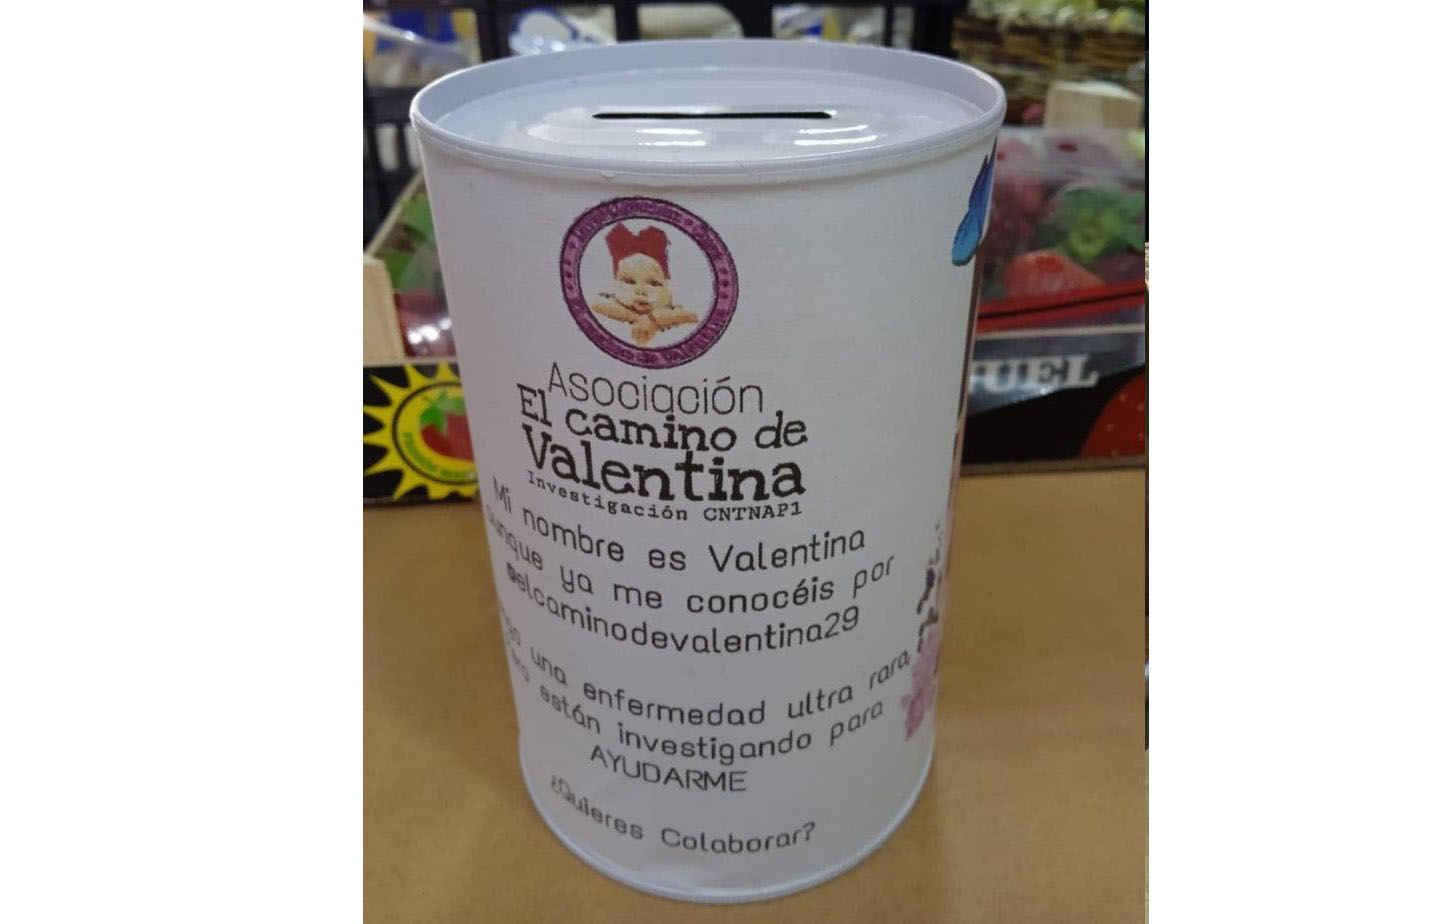 Asociación
El camino de
Valentina
Investigación CNTNAP1
Mi nombre es Valentina
aunque ya me conocéis por
@elcaminodevalentina29
una enfermedad ultra rara,
están investigando para
AYUDARME
¿Quieres Colaborar?